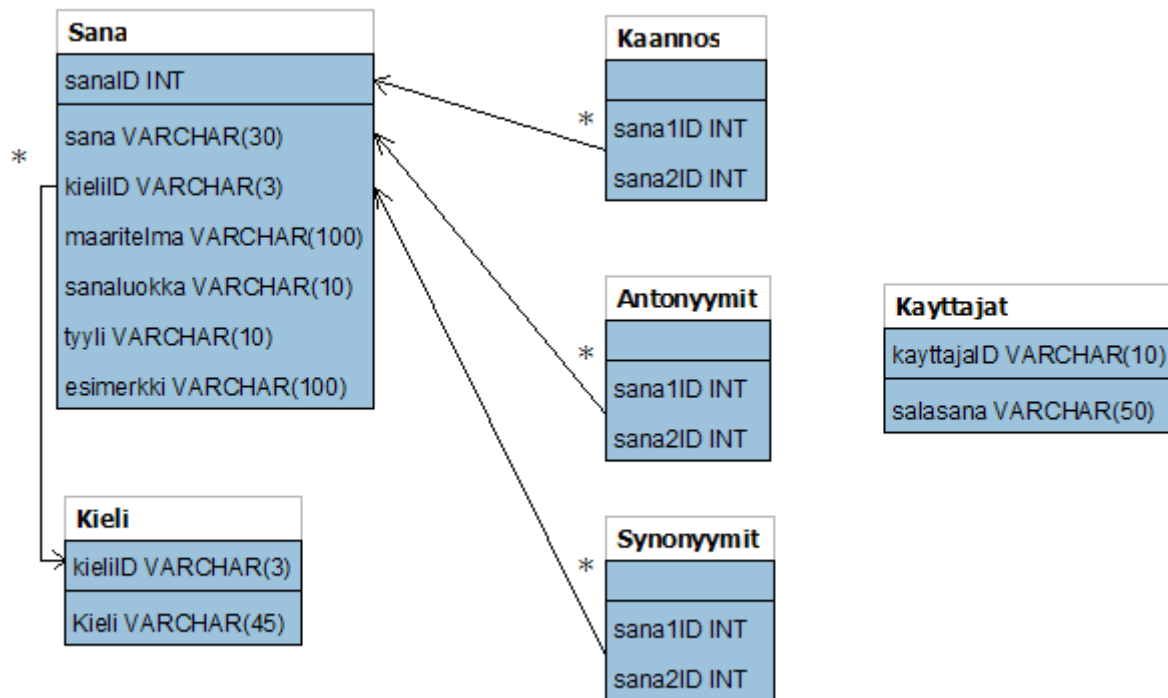 Sana
sanaID INT
sana VARCHAR(30)
kieliID VARCHAR(3)
maaritelma VARCHAR(100)
sanaluokka VARCHAR(10)
tyyli VARCHAR(10)
esimerkki VARCHAR(100)
*
Kieli
kieliID VARCHAR(3)
Kieli VARCHAR(45)
Kaannos
*
sana1ID INT
sana2ID INT
Antonyymit
*
sana1ID INT
sana2ID INT
Synonyymit
*
sana1ID INT
sana2ID INT
Kayttajat
kayttajaID VARCHAR(10)
salasana VARCHAR(50)